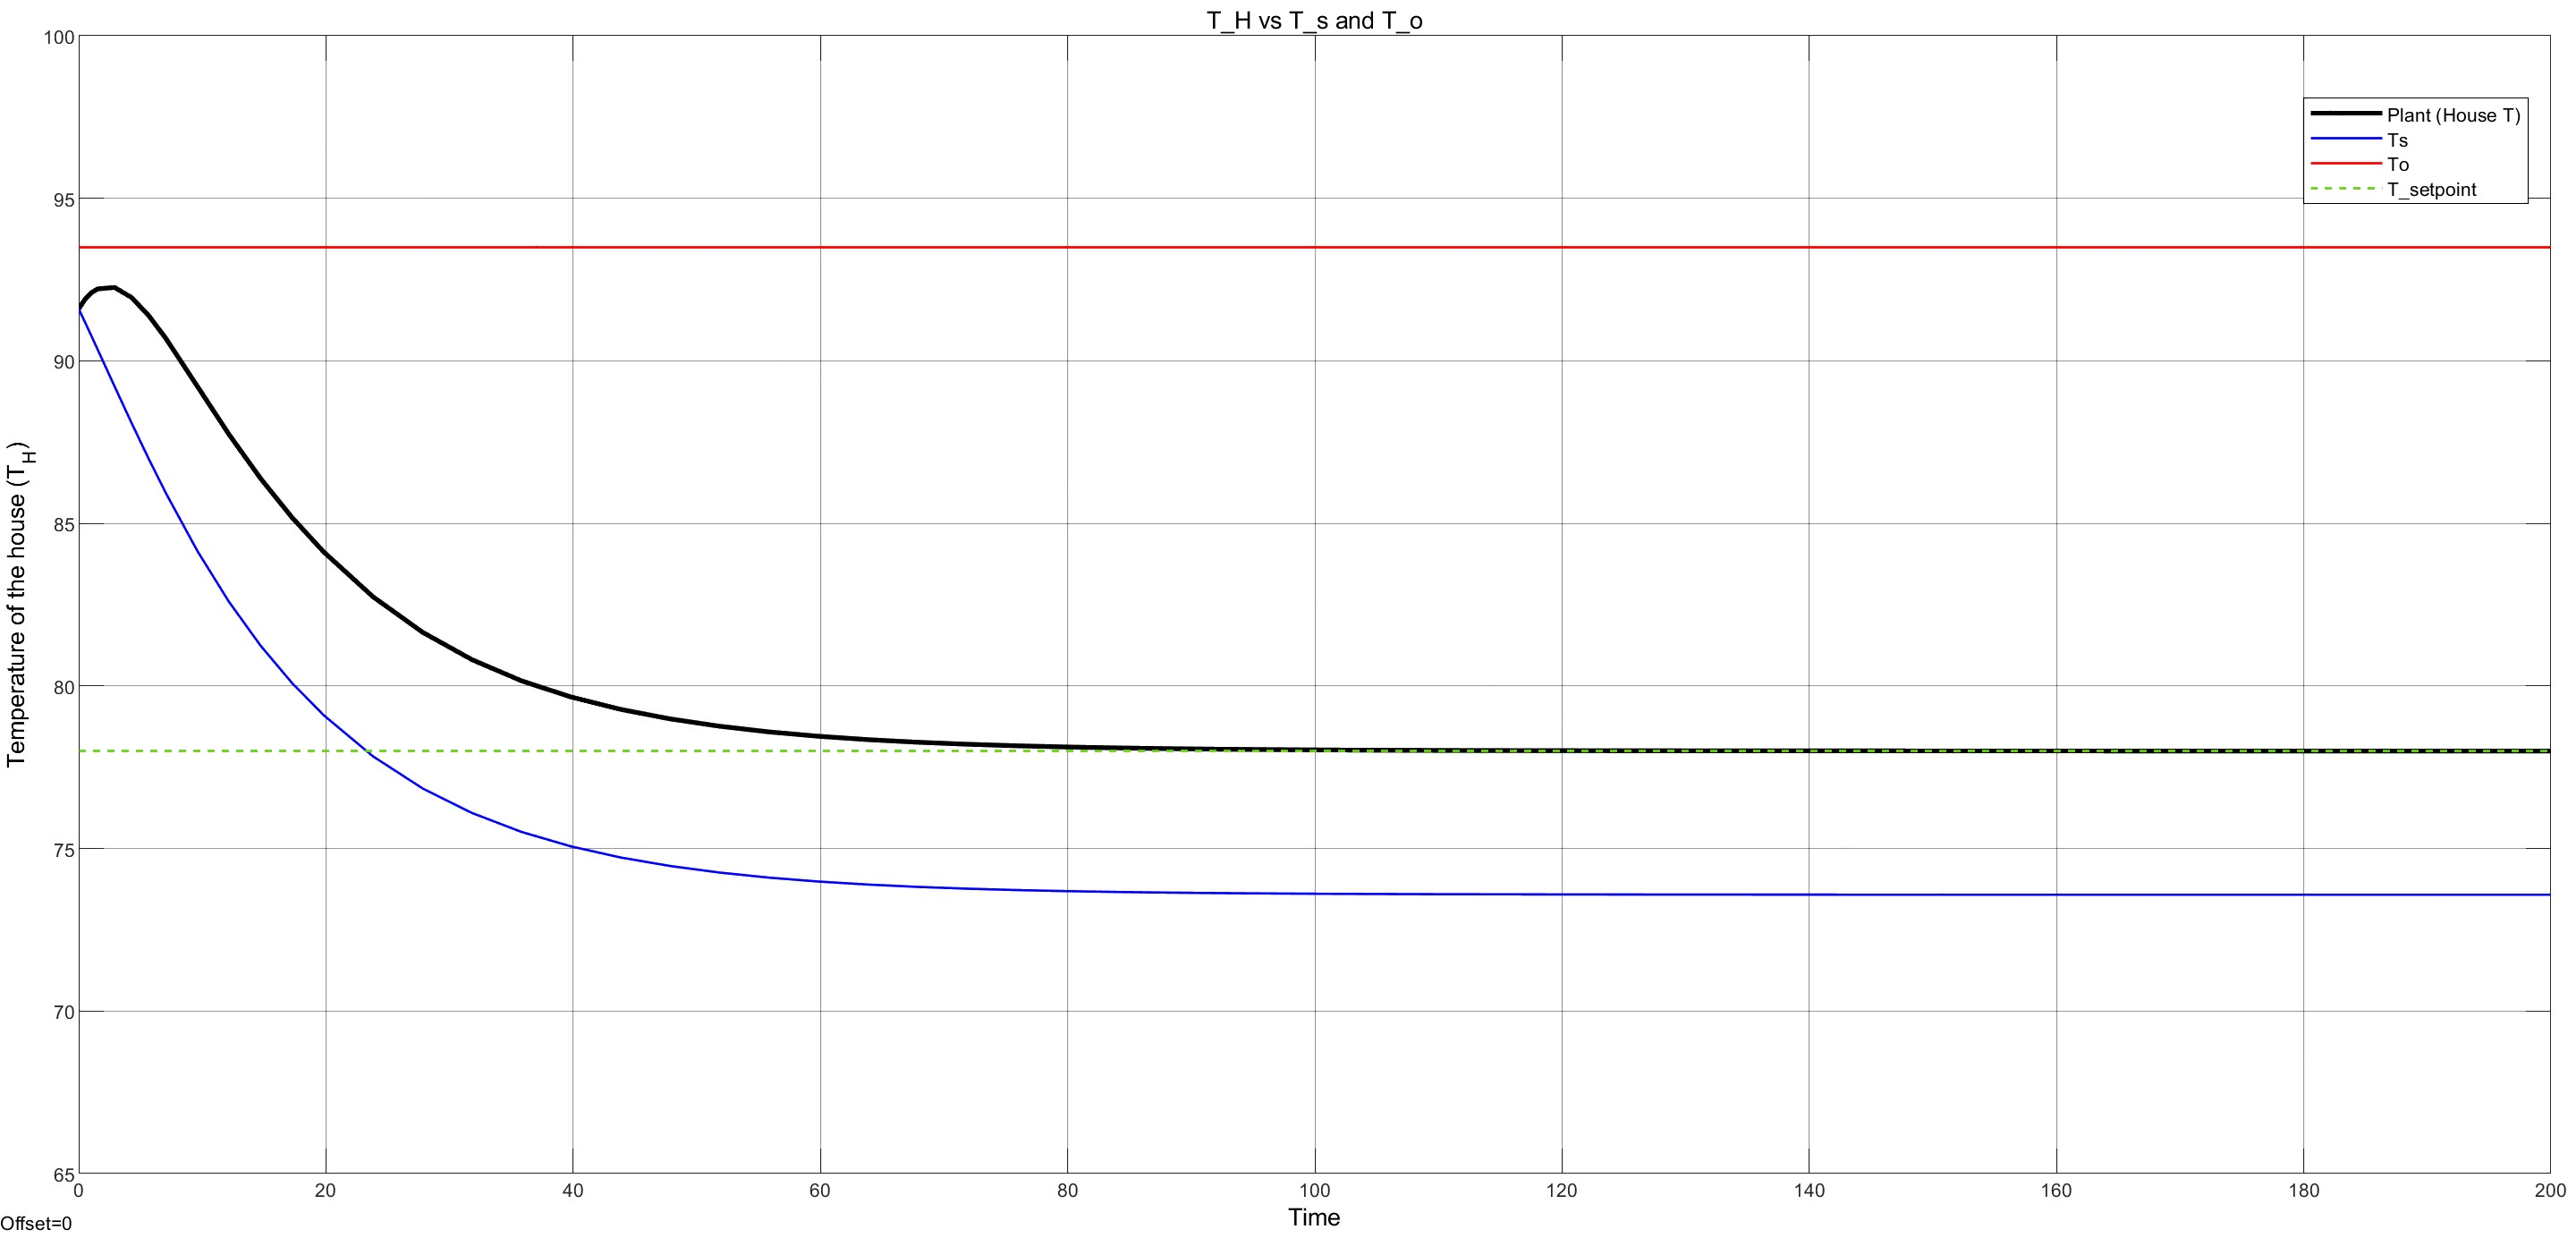 T_H vs T_s and T_o
100
95
90
85
80
75
70
65
Temperature of the house (T_H)
Plant (House T)
Ts
To
T_setpoint
0 20 40 60 80 100 120 140 160 180 200
Time
Offset=0